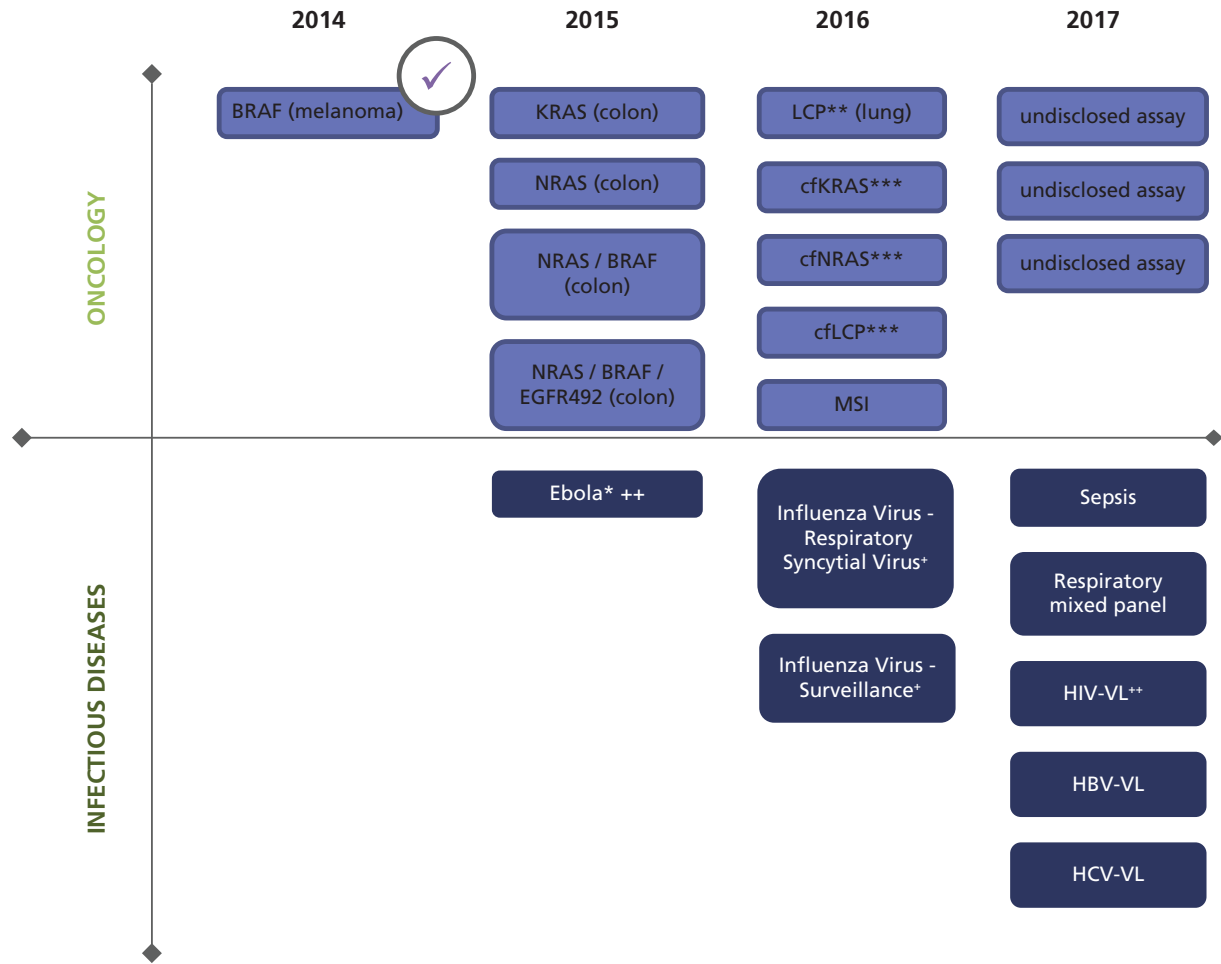 2014
2015
2016
2017
ONCOLOGY
BRAF (melanoma)
KRAS (colon)
NRAS (colon)
NRAS / BRAF
(colon)
NRAS / BRAF /
EGFR492 (colon)
LCP** (lung)
cfKRAS***
cfNRAS***
cfLCP***
MSI
undisclosed assay
undisclosed assay
undisclosed assay
INFECTIOUS DISEASES
Ebola* ++
Influenza Virus -
Respiratory
Syncytial Virus⁺
Influenza Virus -
Surveillance⁺
Sepsis
Respiratory
mixed panel
HIV-VL⁺⁺
HBV-VL
HCV-VL